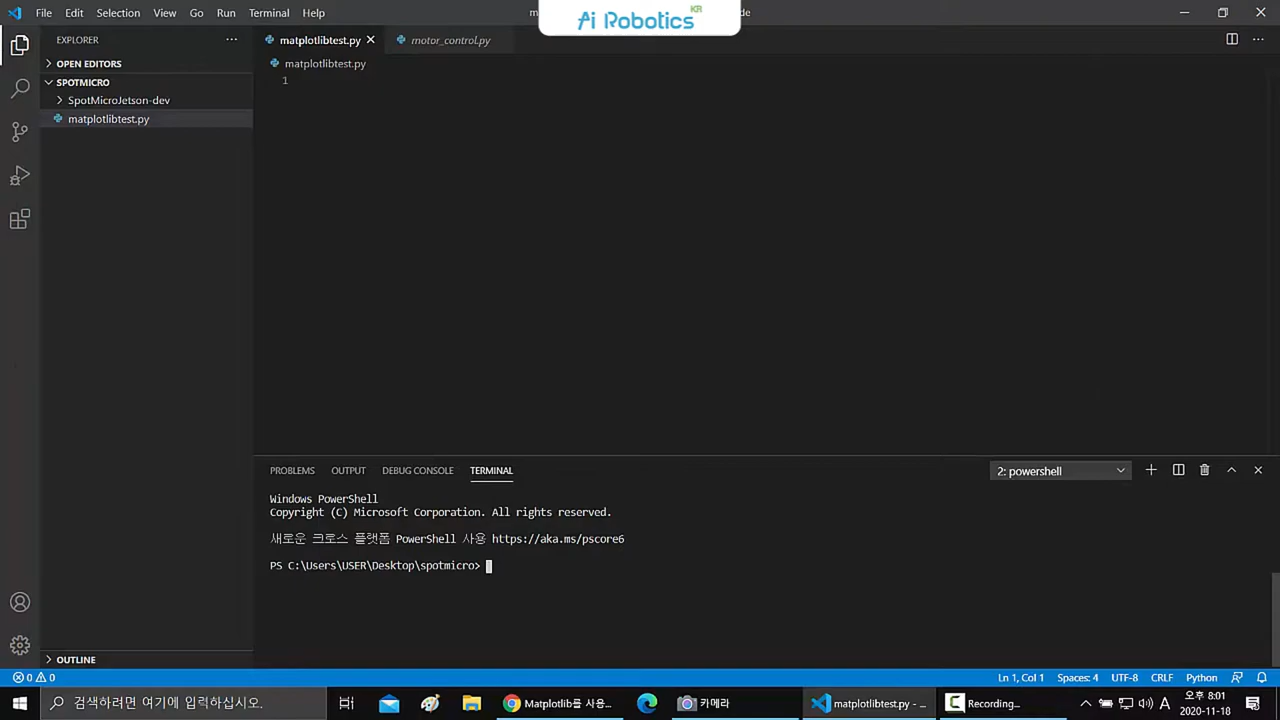 File Edit Selection View Go Run Terminal Help
Ai Robotics KR
EXPLORER
OPEN EDITORS
SPOTMICRO
SpotMicroJetson-dev
matplotlibtest.py
OUTLINE
matplotlibtest.py
motor_control.py
matplotlibtest.py
1
PROBLEMS OUTPUT DEBUG CONSOLE TERMINAL
2: powershell
Windows PowerShell
Copyright (C) Microsoft Corporation. All rights reserved.
새로운 크로스 플랫폼 PowerShell 사용 https://aka.ms/pscore6
PS C:\Users\USER\Desktop\spotmicro>
0 0
Ln 1, Col 1 Spaces: 4 UTF-8 CRLF Python
검색하려면 여기에 입력하십시오.
Matplotlib를 사용...
카메라
matplotlibtest.py - ...
Recording...
A
오후 8:01
2020-11-18